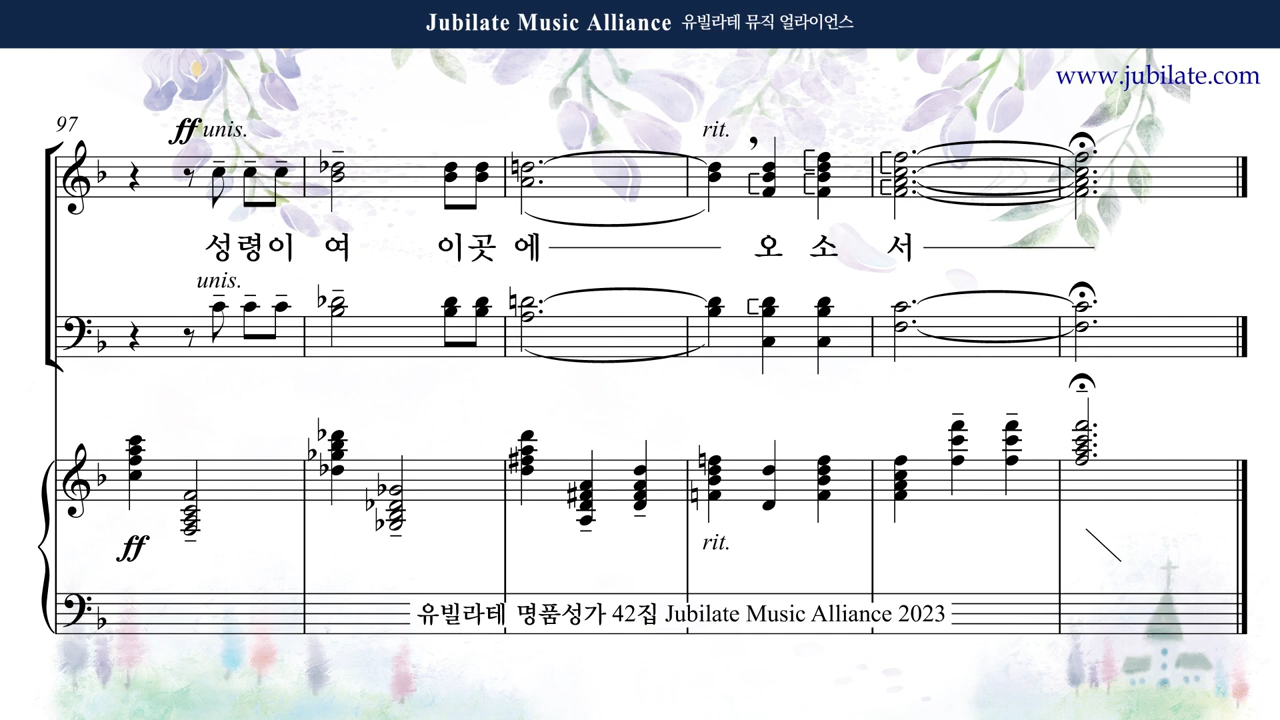 Jubilate Music Alliance 유빌라테 뮤직 얼라이언스
www.jubilate.com
97
ff unis.
rit.
성령이 여 이곳 에 오 소 서
unis.
ff
rit.
유빌라테 명품성가 42집 Jubilate Music Alliance 2023